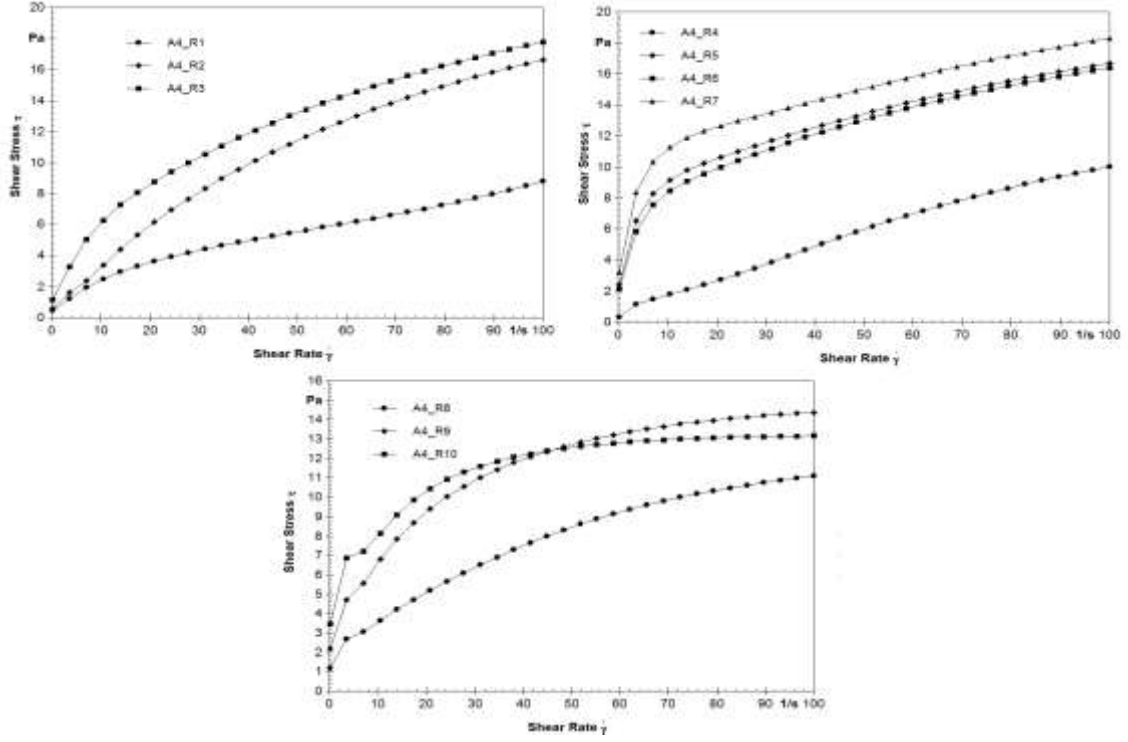 20
Pa
16
14
12
10
8
6
4
2
0
Shear Stress τ
A4_R1
A4_R2
A4_R3
0 10 20 30 40 50 60 70 80 90 1/s 100
Shear Rate γ̇
20
Pa
16
14
12
10
8
6
4
2
0
Shear Stress τ
A4_R4
A4_R5
A4_R6
A4_R7
0 10 20 30 40 50 60 70 80 90 1/s 100
Shear Rate γ̇
16
Pa
14
13
12
11
10
9
8
7
6
5
4
3
2
1
0
Shear Stress τ
A4_R8
A4_R9
A4_R10
0 10 20 30 40 50 60 70 80 90 1/s 100
Shear Rate γ̇